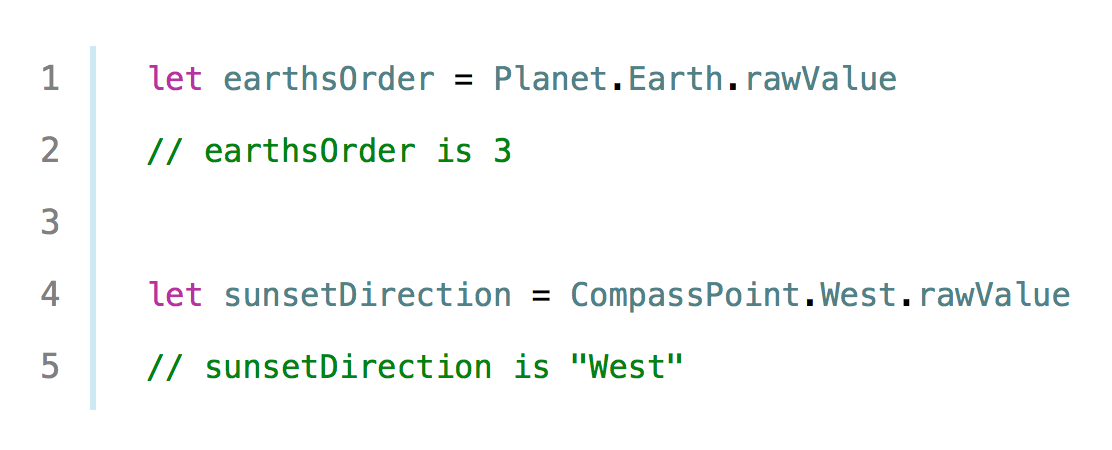 1 let earthsOrder = Planet.Earth.rawValue
2 // earthsOrder is 3
3
4 let sunsetDirection = CompassPoint.West.rawValue
5 // sunsetDirection is "West"